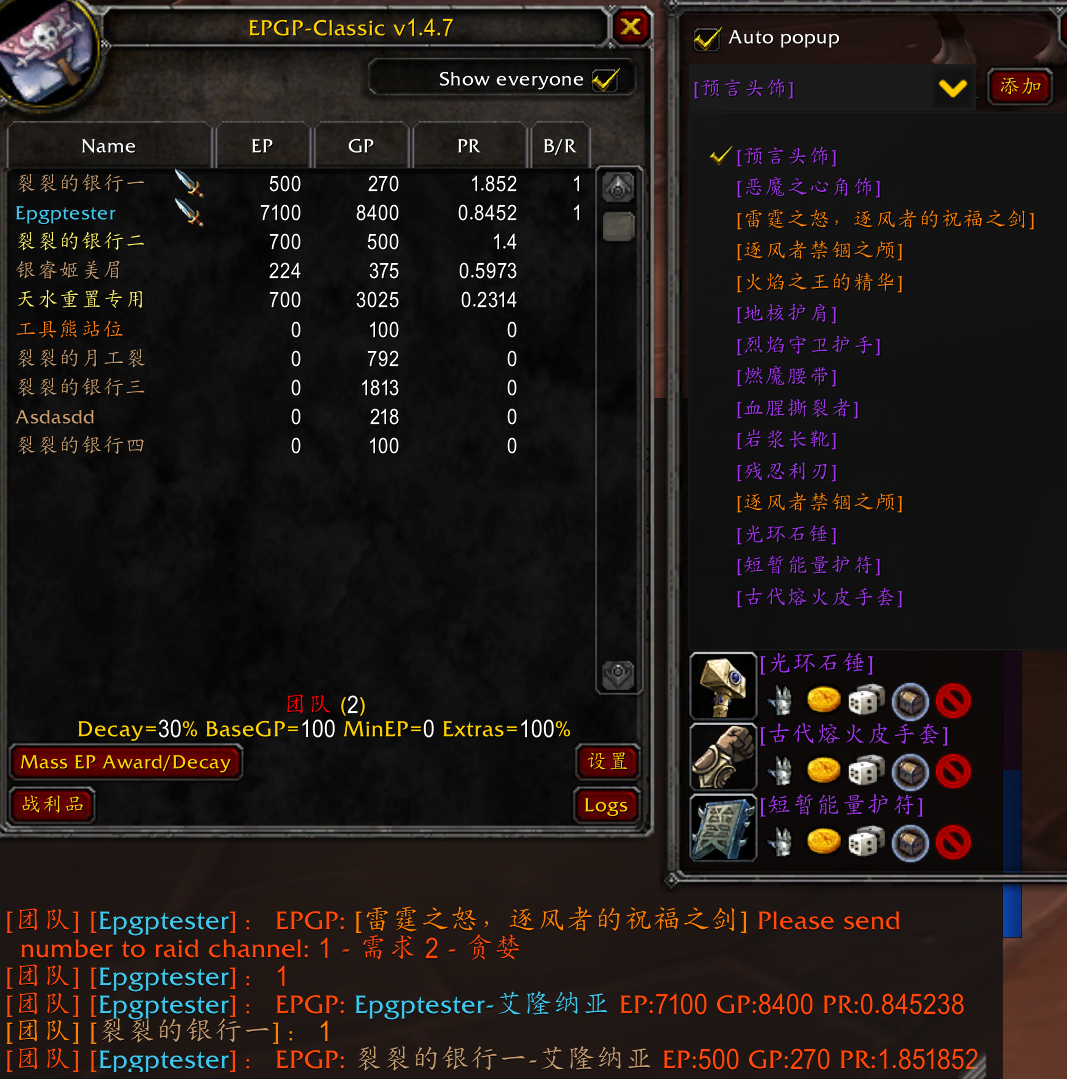 EPGP-Classic v1.4.7
Show everyone
Name EP GP PR B/R
裂裂的银行一 500 270 1.852 1
Epgptester 7100 8400 0.8452 1
裂裂的银行二 700 500 1.4
银睿姬美眉 224 375 0.5973
天水重置专用 700 3025 0.2314
工具熊站位 0 100 0
裂裂的月工裂 0 792 0
裂裂的银行三 0 1813 0
Asdasdd 0 218 0
裂裂的银行四 0 100 0
团队 (2)
Decay=30% BaseGP=100 MinEP=0 Extras=100%
Mass EP Award/Decay 设置
战利品 Logs
Auto popup
[预言头饰] 添加
[预言头饰]
[恶魔之心角饰]
[雷霆之怒，逐风者的祝福之剑]
[逐风者禁锢之颅]
[火焰之王的精华]
[地核护肩]
[烈焰守卫护手]
[燃魔腰带]
[血腥撕裂者]
[岩浆长靴]
[残忍利刃]
[逐风者禁锢之颅]
[光环石锤]
[短暂能量护符]
[古代熔火皮手套]
[光环石锤]
[古代熔火皮手套]
[短暂能量护符]
[团队] [Epgptester]： EPGP: [雷霆之怒，逐风者的祝福之剑] Please send
number to raid channel: 1 - 需求 2 - 贪婪
[团队] [Epgptester]： 1
[团队] [Epgptester]： EPGP: Epgptester-艾隆纳亚 EP:7100 GP:8400 PR:0.845238
[团队] [裂裂的银行一]： 1
[团队] [Epgptester]： EPGP: 裂裂的银行一-艾隆纳亚 EP:500 GP:270 PR:1.851852